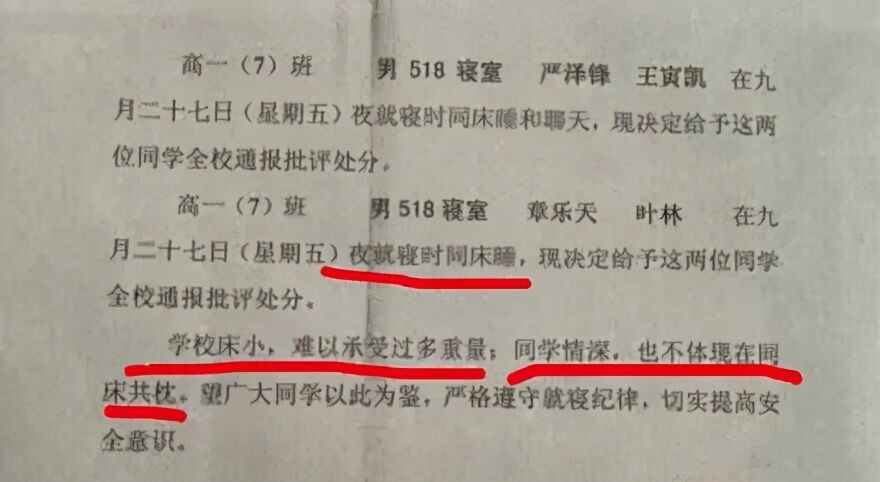 高一（7）班 男518寝室 严泽锋 王寅凯 在九
月二十七日（星期五）夜就寝时同床睡和聊天，现决定给予这两
位同学全校通报批评处分。
高一（7）班 男518寝室 章乐天 叶林 在九
月二十七日（星期五）夜就寝时同床睡，现决定给予这两位同学
全校通报批评处分。
学校床小，难以承受过多重量；同学情深，也不体现在同
床共枕。望广大同学以此为鉴，严格遵守就寝纪律，切实提高安
全意识。